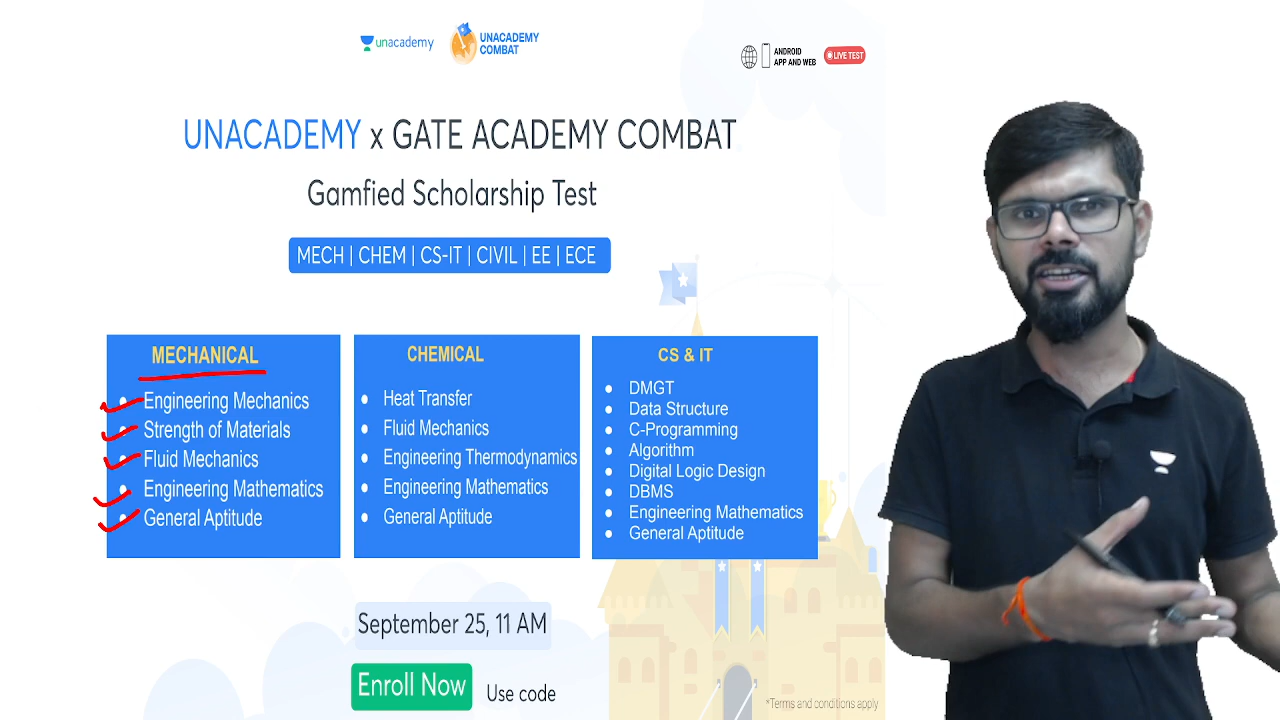 unacademy
UNACADEMY
COMBAT
ANDROID
APP AND WEB
LIVE TEST
UNACADEMY x GATE ACADEMY COMBAT
Gamfied Scholarship Test
MECH | CHEM | CS-IT | CIVIL | EE | ECE
MECHANICAL
Engineering Mechanics
Strength of Materials
Fluid Mechanics
Engineering Mathematics
General Aptitude
CHEMICAL
Heat Transfer
Fluid Mechanics
Engineering Thermodynamics
Engineering Mathematics
General Aptitude
CS & IT
DMGT
Data Structure
C-Programming
Algorithm
Digital Logic Design
DBMS
Engineering Mathematics
General Aptitude
September 25, 11 AM
Enroll Now
Use code
*Terms and conditions apply